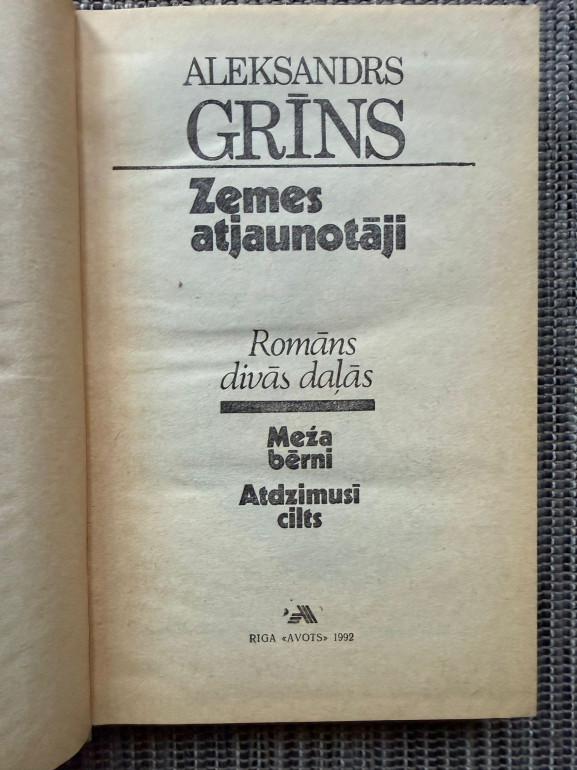 ALEKSANDRS
GRĪNS
Zemes
atjaunotāji
Romāns
divās daļās
Meža
bērni
Atdzimusī
cilts
RIGA «AVOTS» 1992